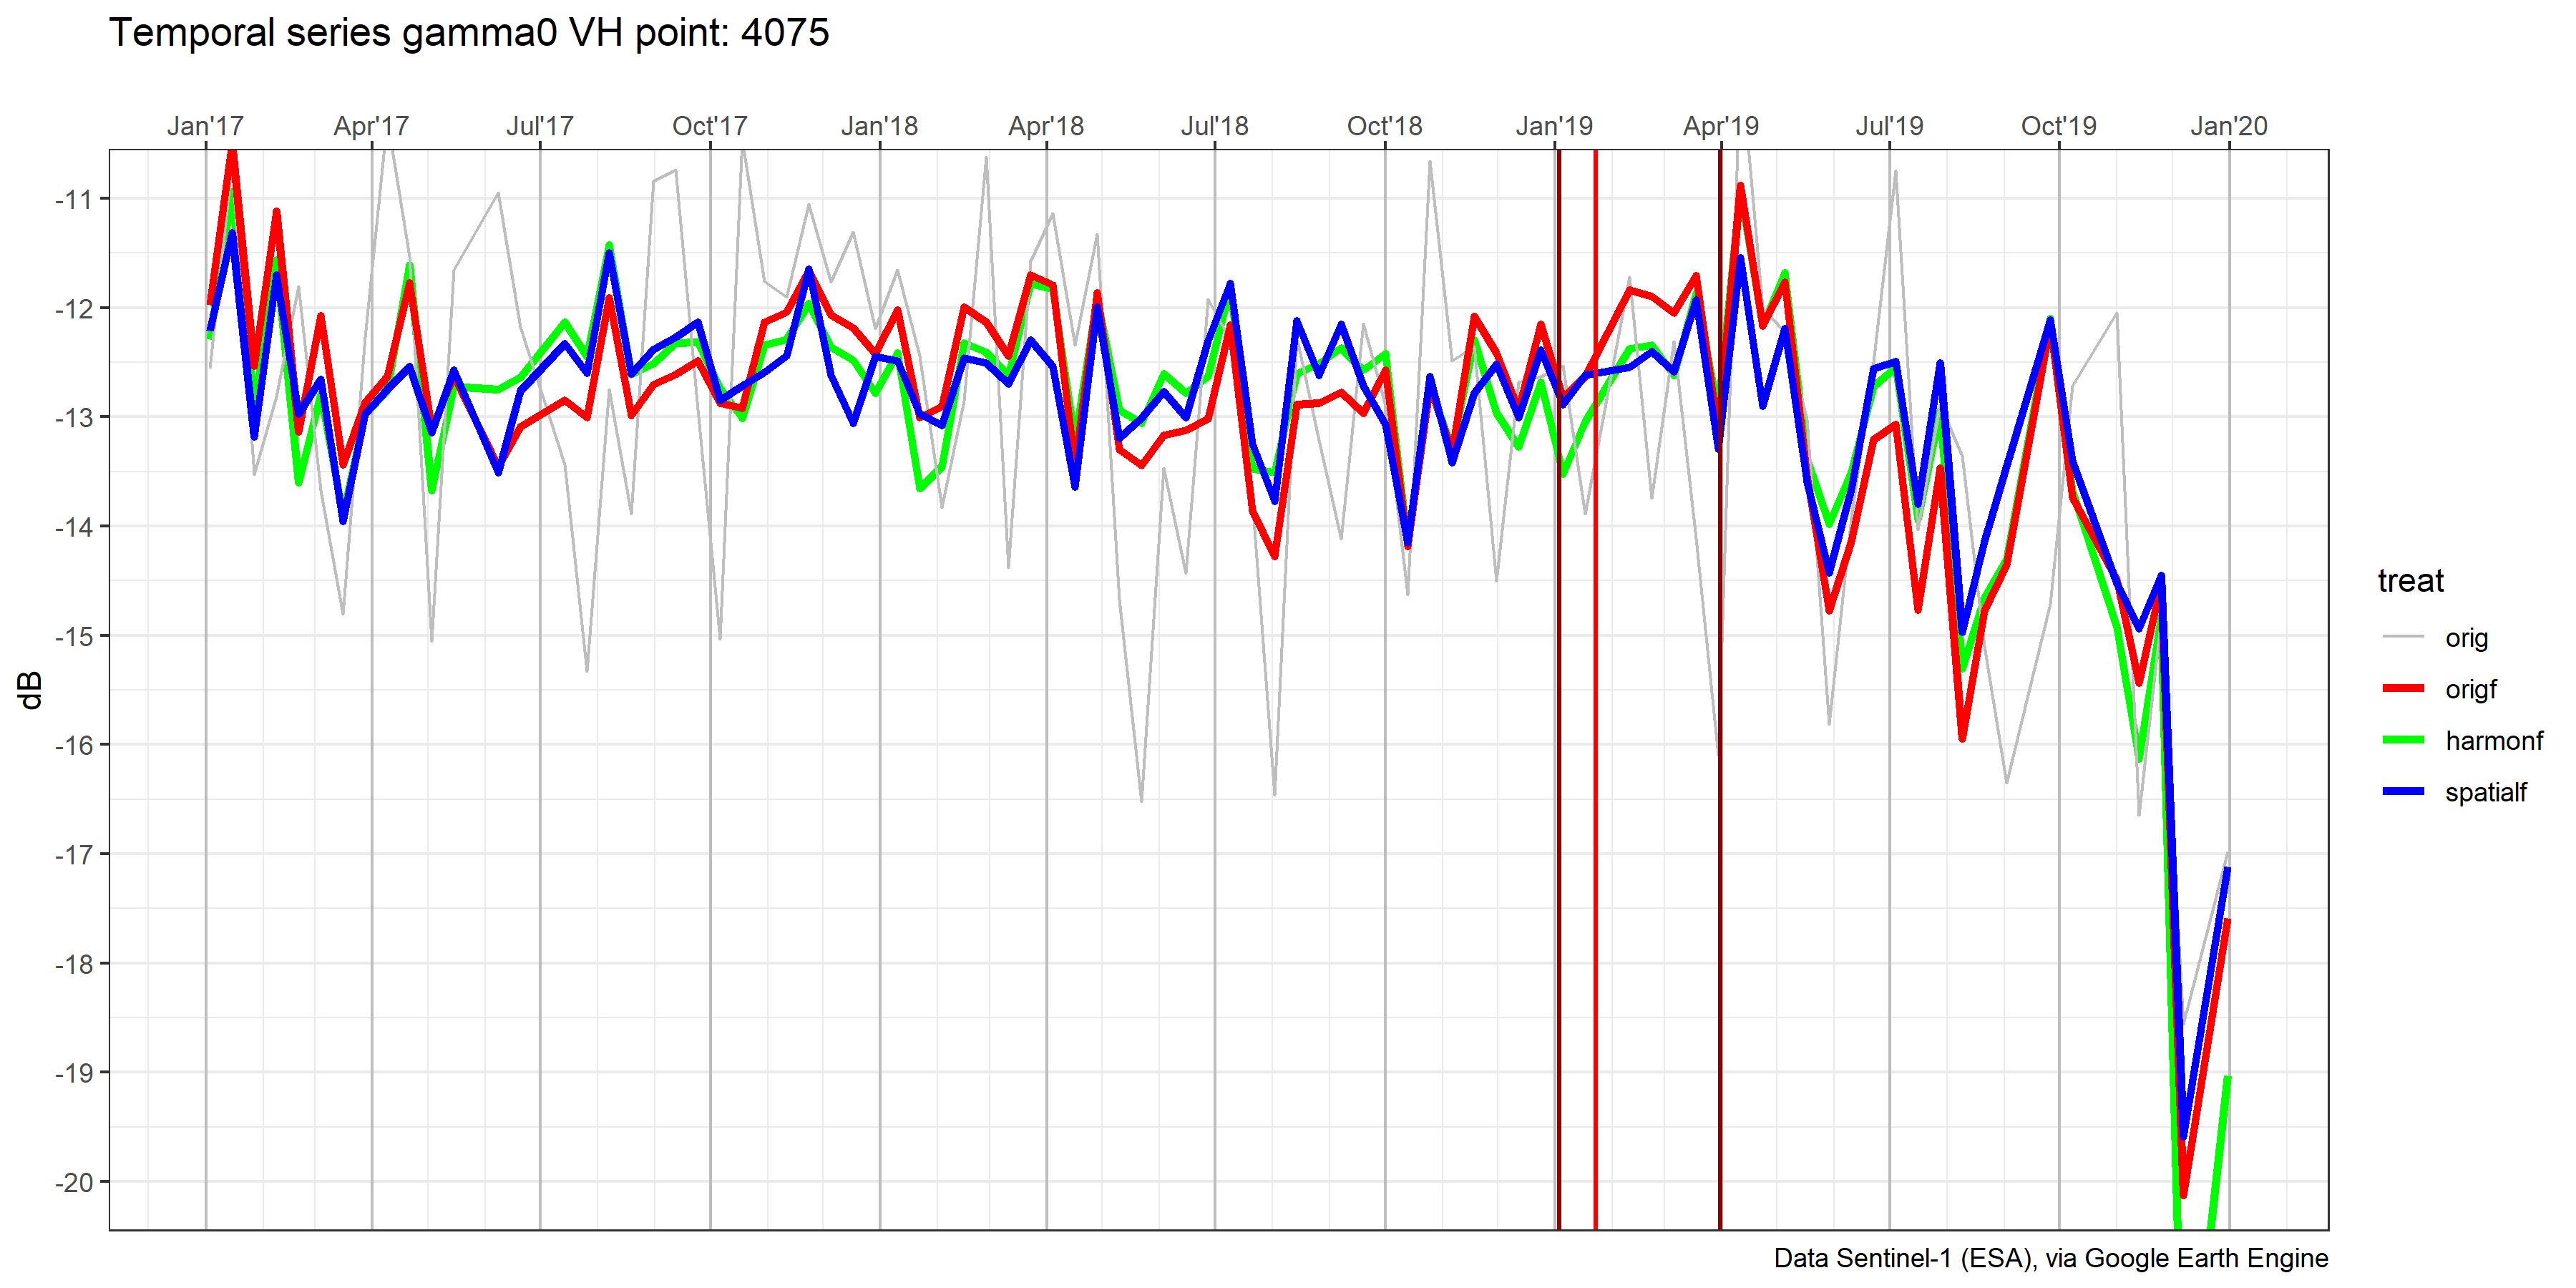 Temporal series gamma0 VH point: 4075
Jan'17 Apr'17 Jul'17 Oct'17 Jan'18 Apr'18 Jul'18 Oct'18 Jan'19 Apr'19 Jul'19 Oct'19 Jan'20
-11
-12
-13
-14
-15
-16
-17
-18
-19
-20
dB
treat
orig
origf
harmonf
spatialf
Data Sentinel-1 (ESA), via Google Earth Engine